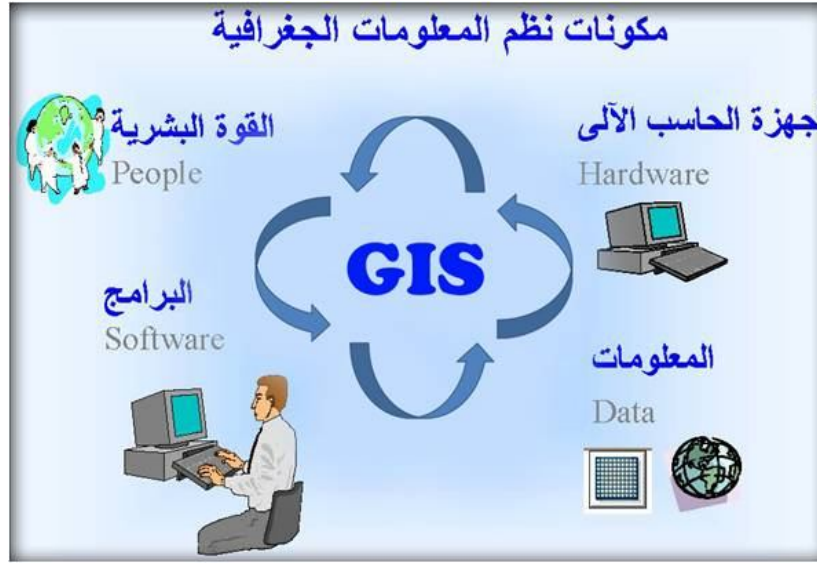 مكونات نظم المعلومات الجغرافية
جهزة الحاسب الآلى
Hardware
القوة البشرية
People
GIS
البرامج
Software
المعلومات
Data